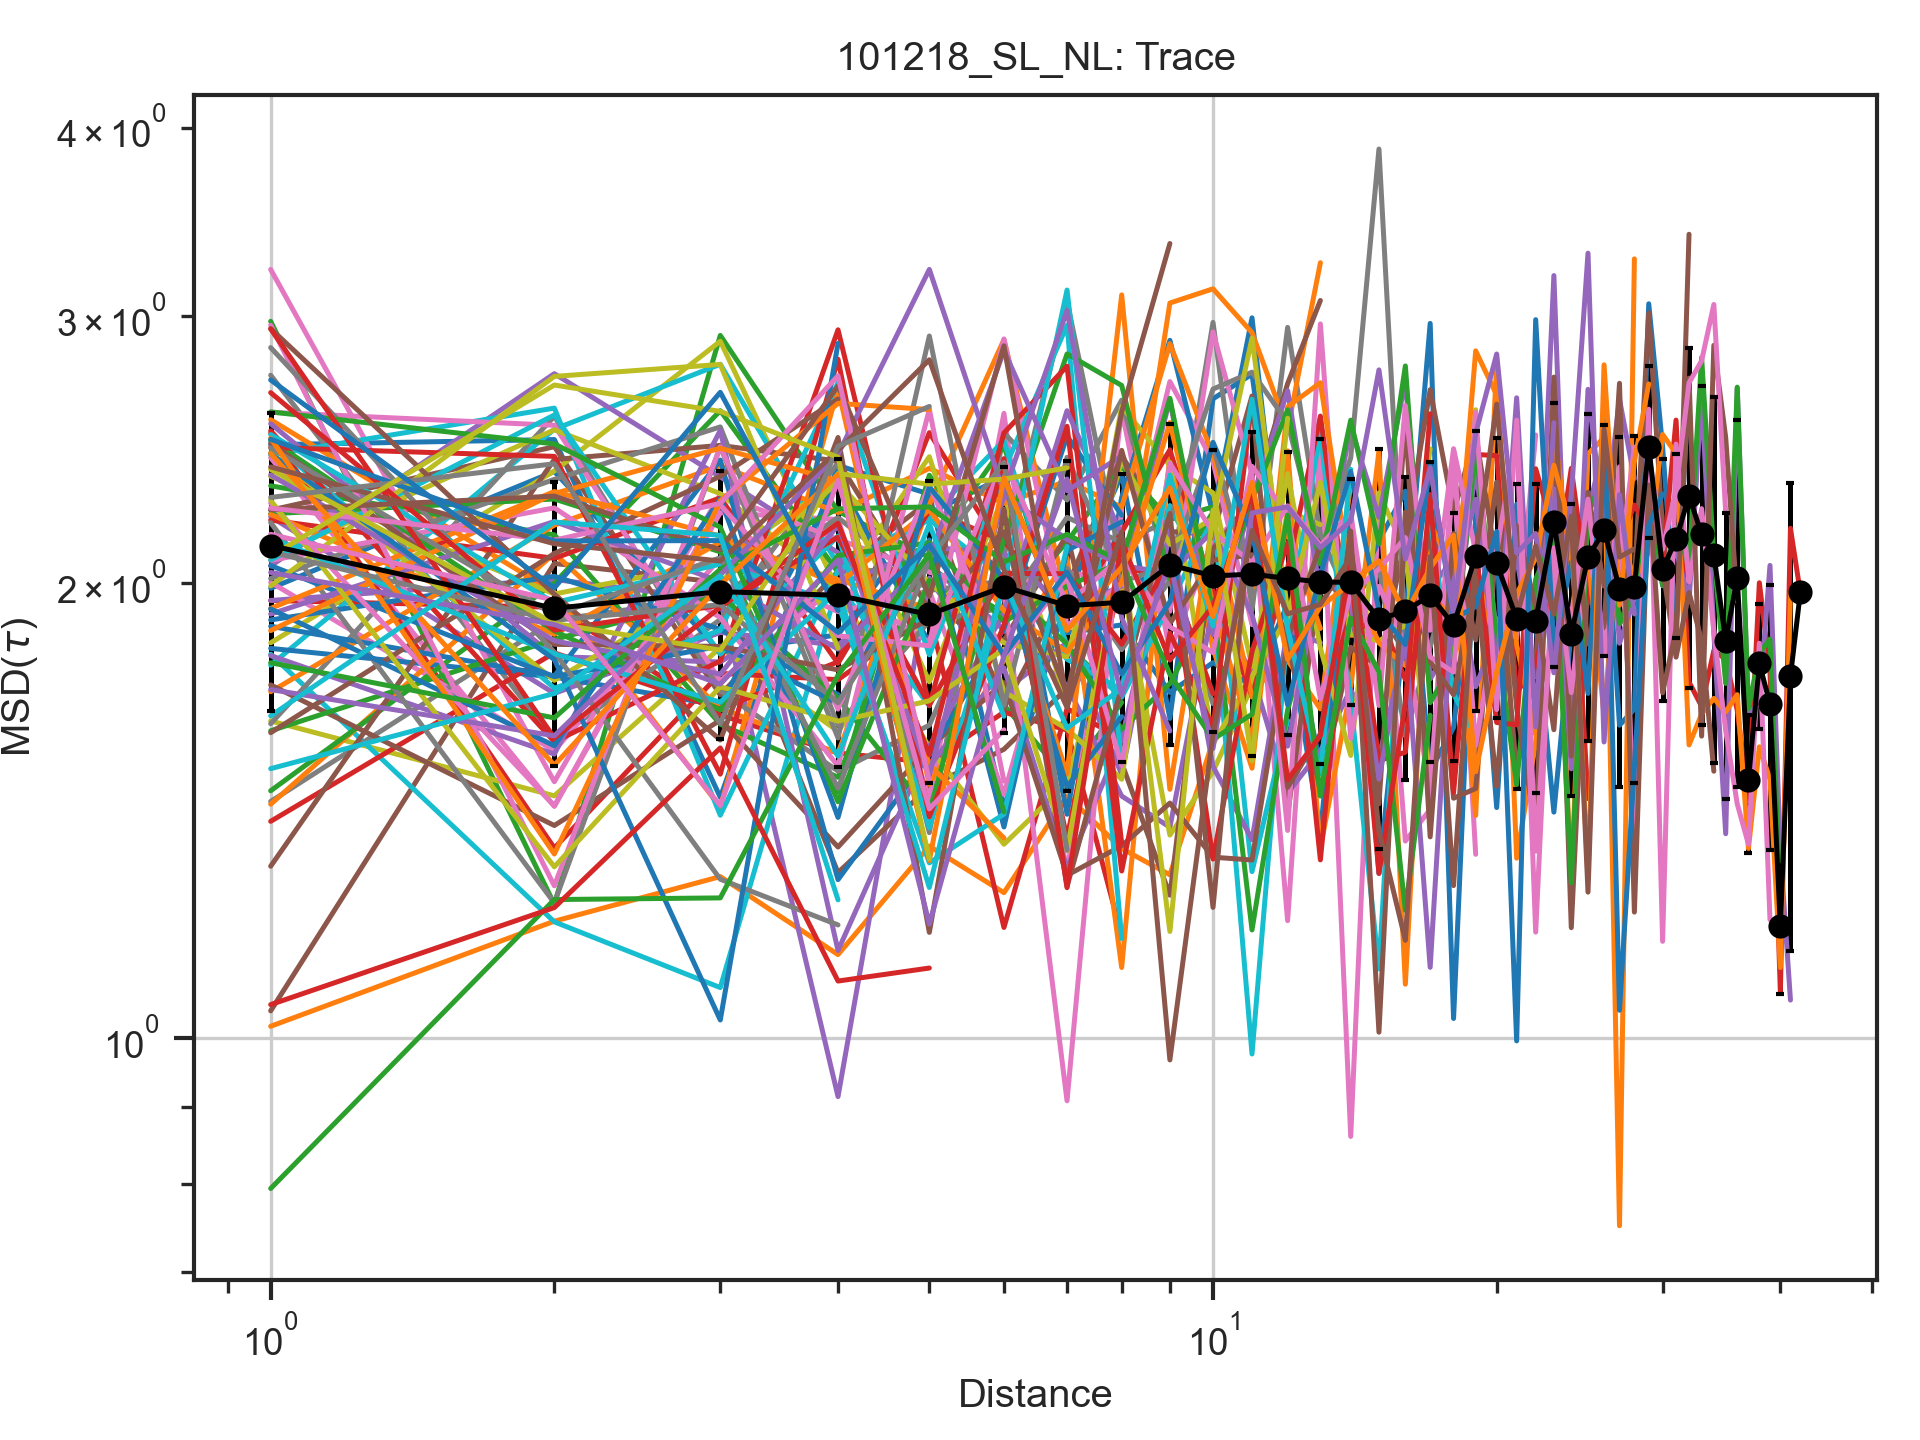 101218_SL_NL: Trace
4 × 10⁰
3 × 10⁰
2 × 10⁰
10⁰
MSD(τ)
10⁰ 10¹
Distance